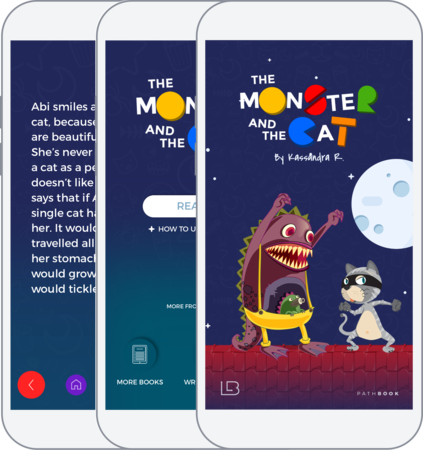 Abi smiles a
cat, because
are beautifu
She's never
a cat as a pe
doesn't like
says that if A
single cat ha
her. It would
travelled all
her stomach
would grow
would tickle
THE
MON
AND
THE
REA
HOW TO U
MORE FRO
MORE BOOKS
WR
THE
MONSTER
AND
THE CAT
By Kassandra R.
LB
PATHBOOK